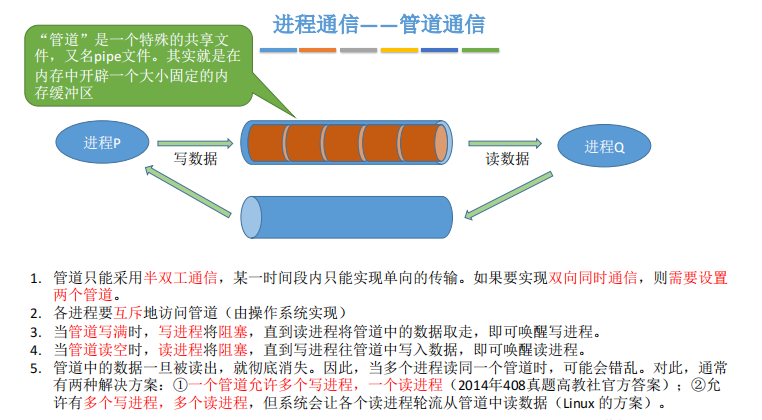 进程通信——管道通信
“管道”是一个特殊的共享文
件，又名pipe文件。其实就是在
内存中开辟一个大小固定的内
存缓冲区
进程P
写数据
读数据
进程Q
1. 管道只能采用半双工通信，某一时间段内只能实现单向的传输。如果要实现双向同时通信，则需要设置
两个管道。
2. 各进程要互斥地访问管道（由操作系统实现）
3. 当管道写满时，写进程将阻塞，直到读进程将管道中的数据取走，即可唤醒写进程。
4. 当管道读空时，读进程将阻塞，直到写进程往管道中写入数据，即可唤醒读进程。
5. 管道中的数据一旦被读出，就彻底消失。因此，当多个进程读同一个管道时，可能会错乱。对此，通常
有两种解决方案：①一个管道允许多个写进程，一个读进程（2014年408真题高教社官方答案）；②允
许有多个写进程，多个读进程，但系统会让各个读进程轮流从管道中读数据（Linux 的方案）。